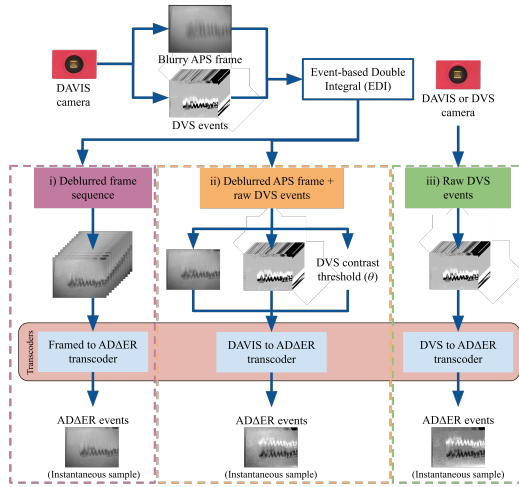 Blurry APS frame
DAVIS
camera
DVS events
Event-based Double
Integral (EDI)
DAVIS or DVS
camera
i) Deblurred frame
sequence
ii) Deblurred APS frame +
raw DVS events
iii) Raw DVS
events
DVS contrast
threshold (θ)
Transcoders
Framed to ADΔER
transcoder
DAVIS to ADΔER
transcoder
DVS to ADΔER
transcoder
ADΔER events
(Instantaneous sample)
ADΔER events
(Instantaneous sample)
ADΔER events
(Instantaneous sample)